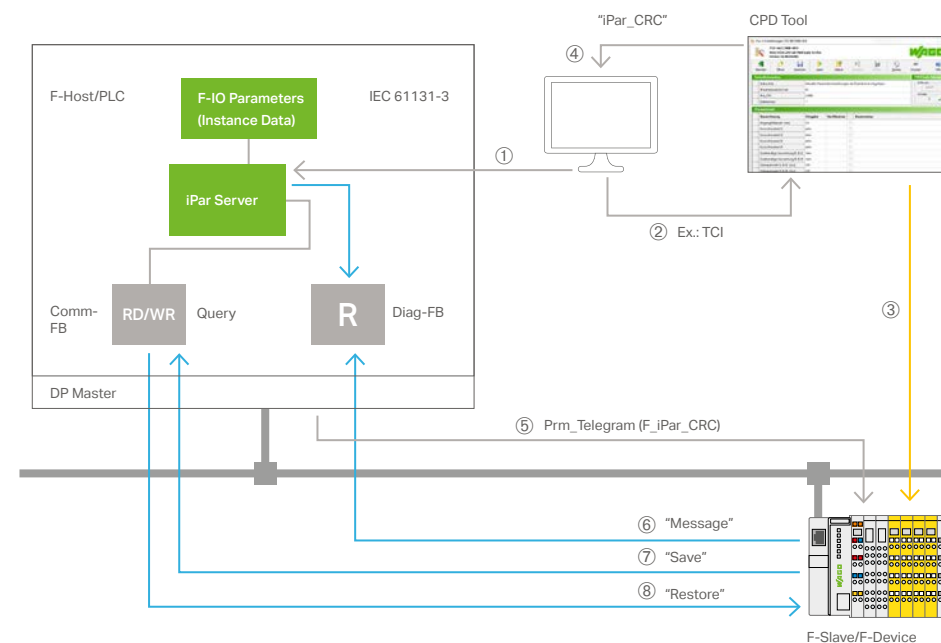 "iPar_CRC"
CPD Tool
④
WAGO
F-Host/PLC
F-IO Parameters
(Instance Data)
IEC 61131-3
①
iPar Server
② Ex.: TCI
③
Comm-
FB
RD/WR
Query
R
Diag-FB
DP Master
⑤ Prm_Telegram (F_iPar_CRC)
⑥ "Message"
⑦ "Save"
⑧ "Restore"
WAGO
F-Slave/F-Device